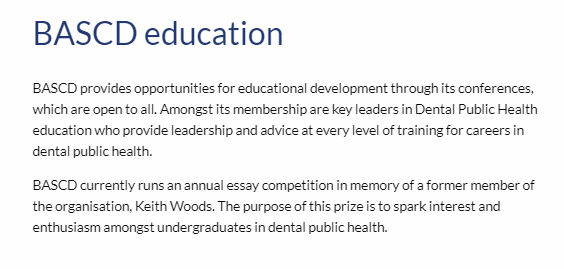 BASCD education
BASCD provides opportunities for educational development through its conferences,
which are open to all. Amongst its membership are key leaders in Dental Public Health
education who provide leadership and advice at every level of training for careers in
dental public health.
BASCD currently runs an annual essay competition in memory of a former member of
the organisation, Keith Woods. The purpose of this prize is to spark interest and
enthusiasm amongst undergraduates in dental public health.